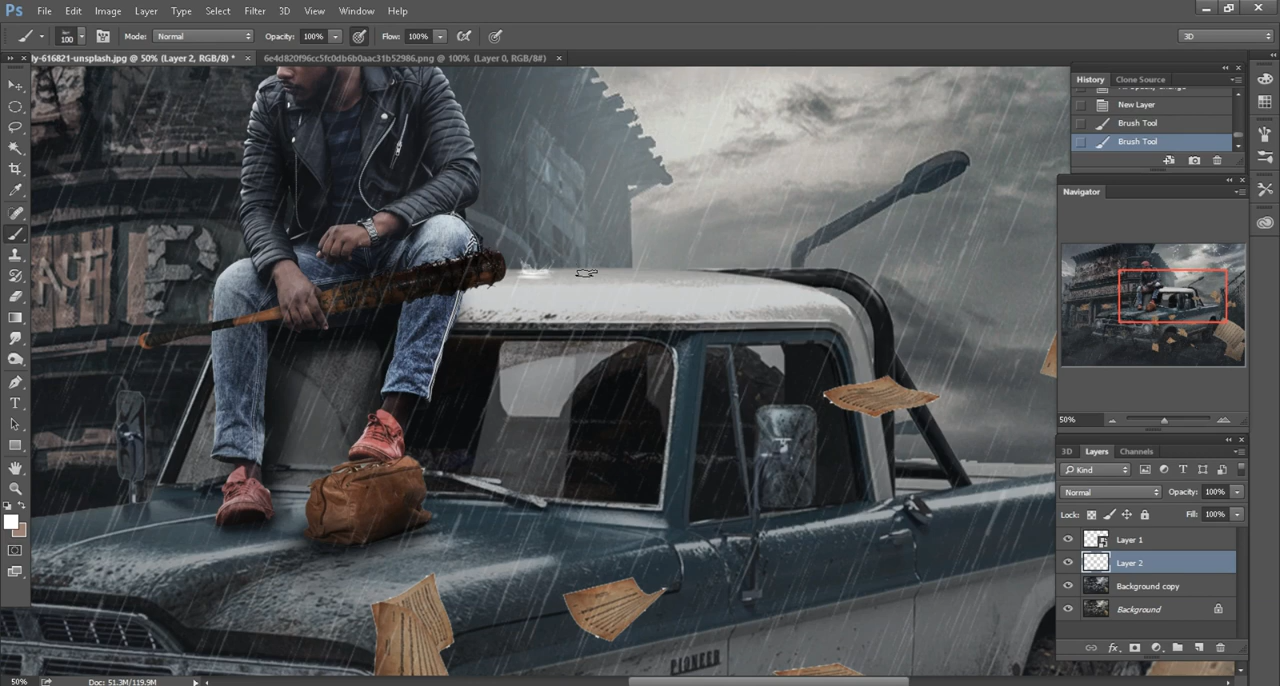 Ps File Edit Image Layer Type Select Filter 3D View Window Help
100 Mode: Normal Opacity: 100% Flow: 100% 3D
ly-616821-unsplash.jpg @ 50% (Layer 2, RGB/8) * × 6e4d820f96cc5fc0db6b0aac31b52986.png @ 100% (Layer 0, RGB/8#) ×
History Clone Source
New Layer
Brush Tool
Brush Tool
Navigator
50%
3D Layers Channels
Kind
Normal Opacity: 100%
Lock: Fill: 100%
Layer 1
Layer 2
Background copy
Background
PIONEER
50% Doc: 51.3M/119.9M